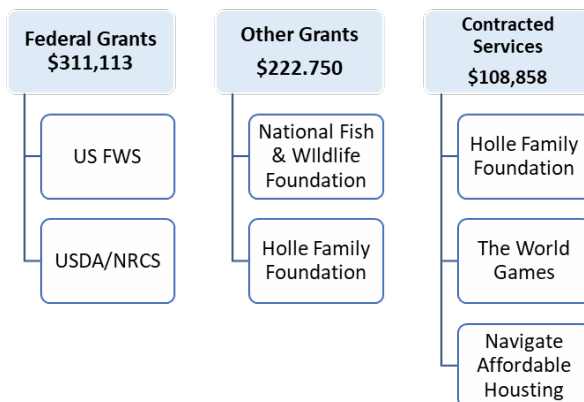 Federal Grants
$311,113
US FWS
USDA/NRCS
Other Grants
$222.750
National Fish
& WIldlife
Foundation
Holle Family
Foundation
Contracted
Services
$108,858
Holle Family
Foundation
The World
Games
Navigate
Affordable
Housting